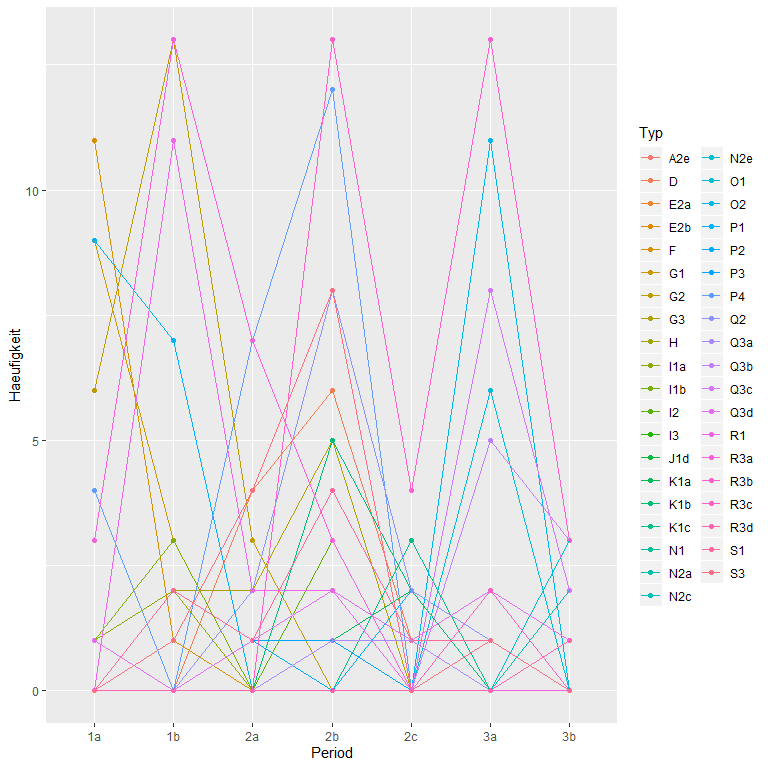 10
5
0
Haeufigkeit
1a 1b 2a 2b 2c 3a 3b
Period
Typ
A2e
D
E2a
E2b
F
G1
G2
G3
H
I1a
I1b
I2
I3
J1d
K1a
K1b
K1c
N1
N2a
N2c
N2e
O1
O2
P1
P2
P3
P4
Q2
Q3a
Q3b
Q3c
Q3d
R1
R3a
R3b
R3c
R3d
S1
S3